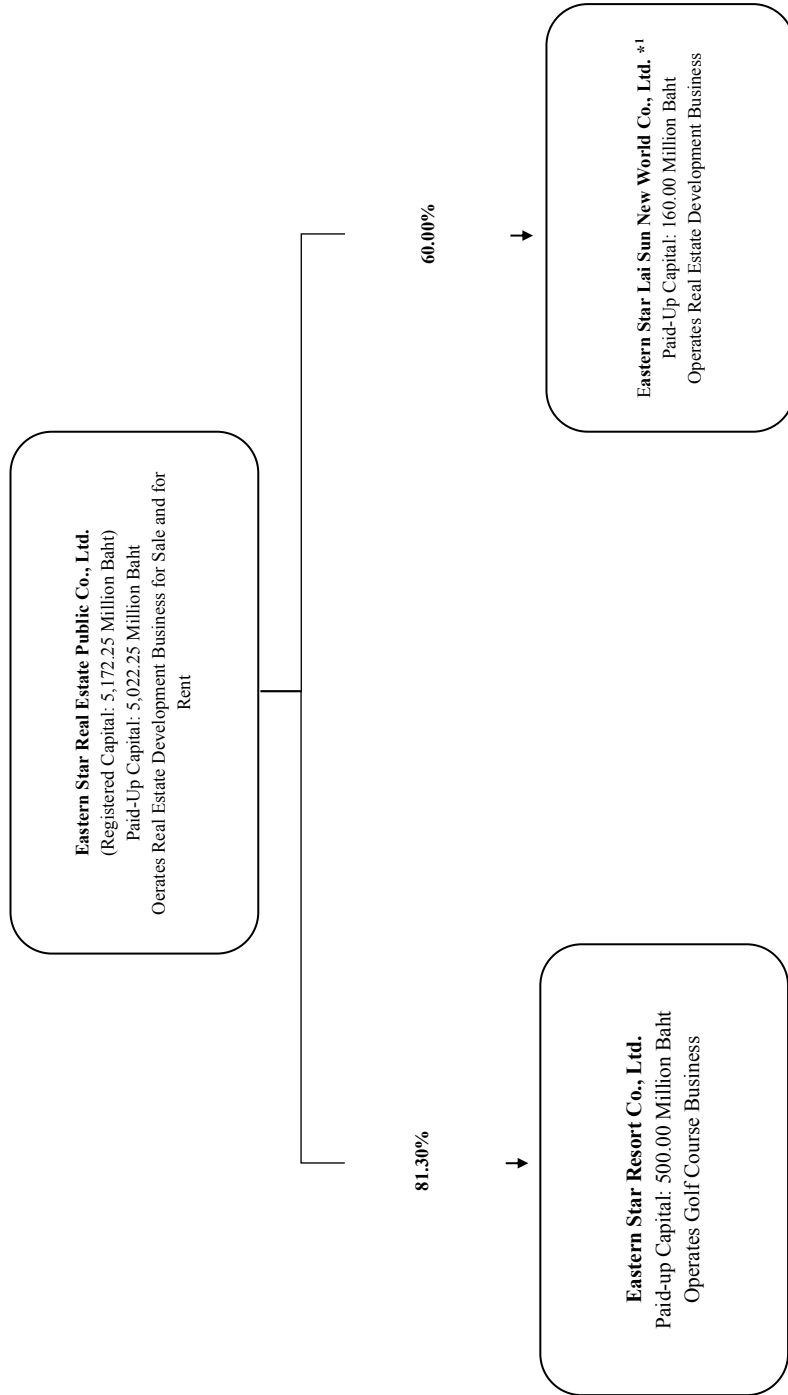 Eastern Star Real Estate Public Co., Ltd.
(Registered Capital: 5,172.25 Million Baht)
Paid-Up Capital: 5,022.25 Million Baht
Oerates Real Estate Development Business for Sale and for
Rent
81.30%
60.00%
Eastern Star Resort Co., Ltd.
Paid-up Capital: 500.00 Million Baht
Operates Golf Course Business
Eastern Star Lai Sun New World Co., Ltd. *1
Paid-Up Capital: 160.00 Million Baht
Operates Real Estate Development Business